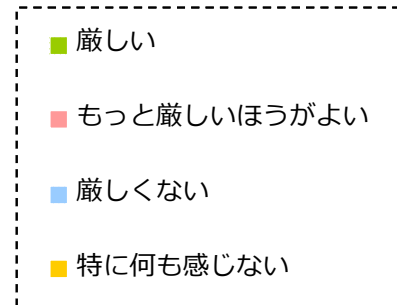 厳しい
もっと厳しいほうがよい
厳しくない
特に何も感じない